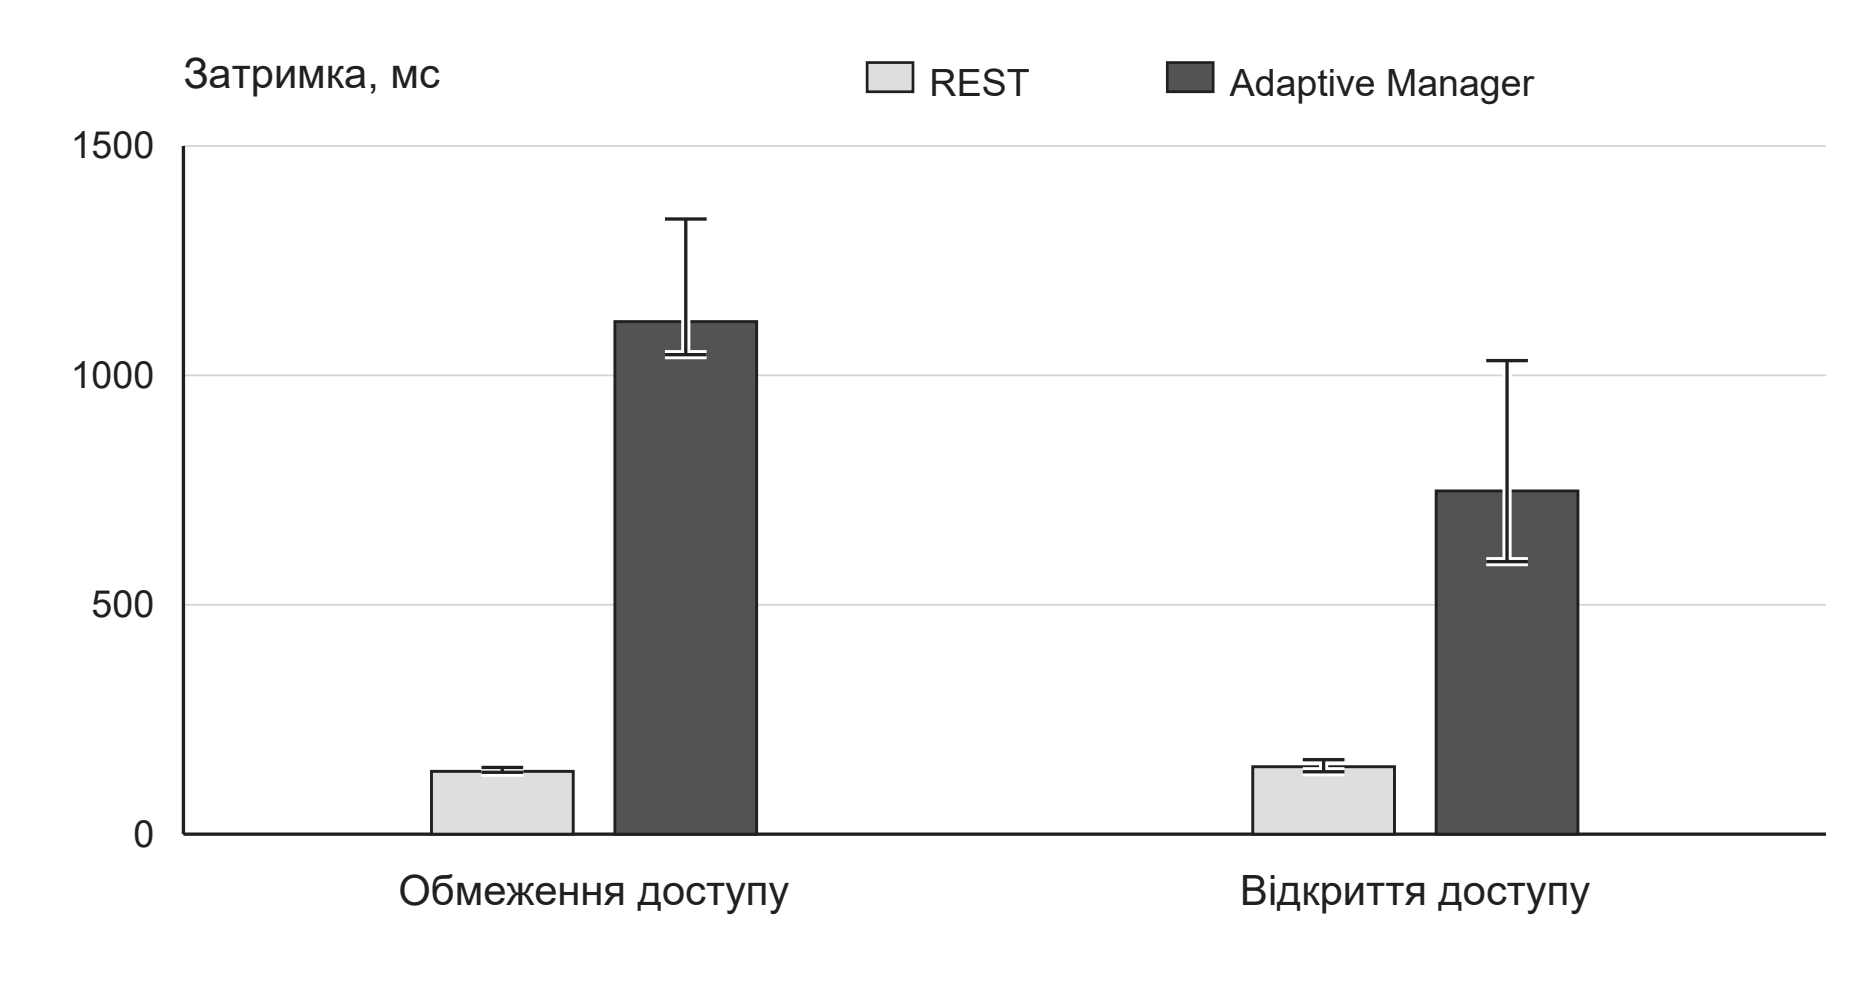 Затримка, мс
REST
Adaptive Manager
1500
1000
500
0
Обмеження доступу
Відкриття доступу